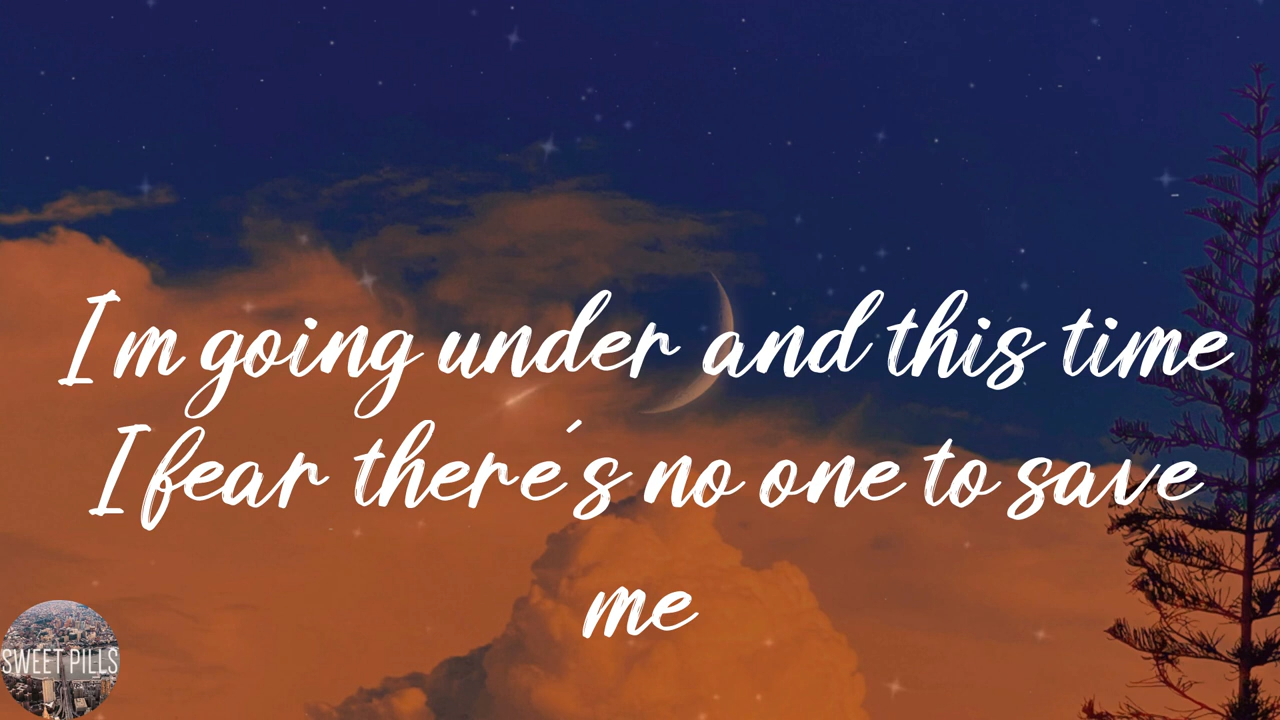 I m going under and this time
I fear there's no one to save
me
SWEET PILLS